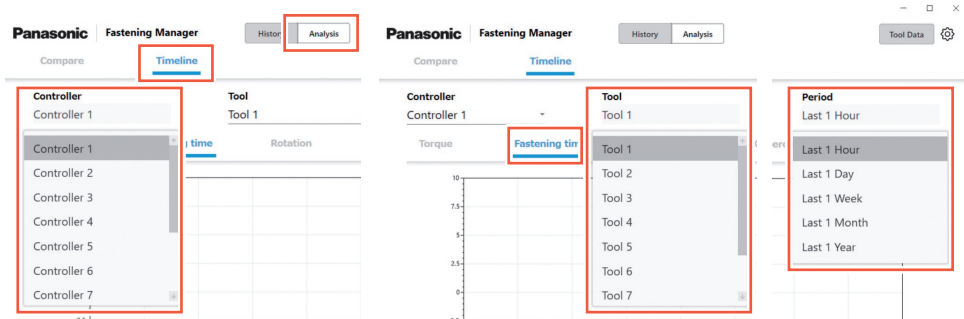 Panasonic Fastening Manager
Analysis
Compare Timeline
Controller Tool
Controller 1 Tool 1
Controller 1
Controller 2
Controller 3
Controller 4
Controller 5
Controller 6
Controller 7
time Rotation
Panasonic Fastening Manager
History Analysis
Compare Timeline
Controller
Controller 1
Torque
10
7.5
5
2.5
0
Tool
Tool 1
Tool 1
Tool 2
Tool 3
Tool 4
Tool 5
Tool 6
Tool 7
Tool Data
Period
Last 1 Hour
Last 1 Hour
Last 1 Day
Last 1 Week
Last 1 Month
Last 1 Year